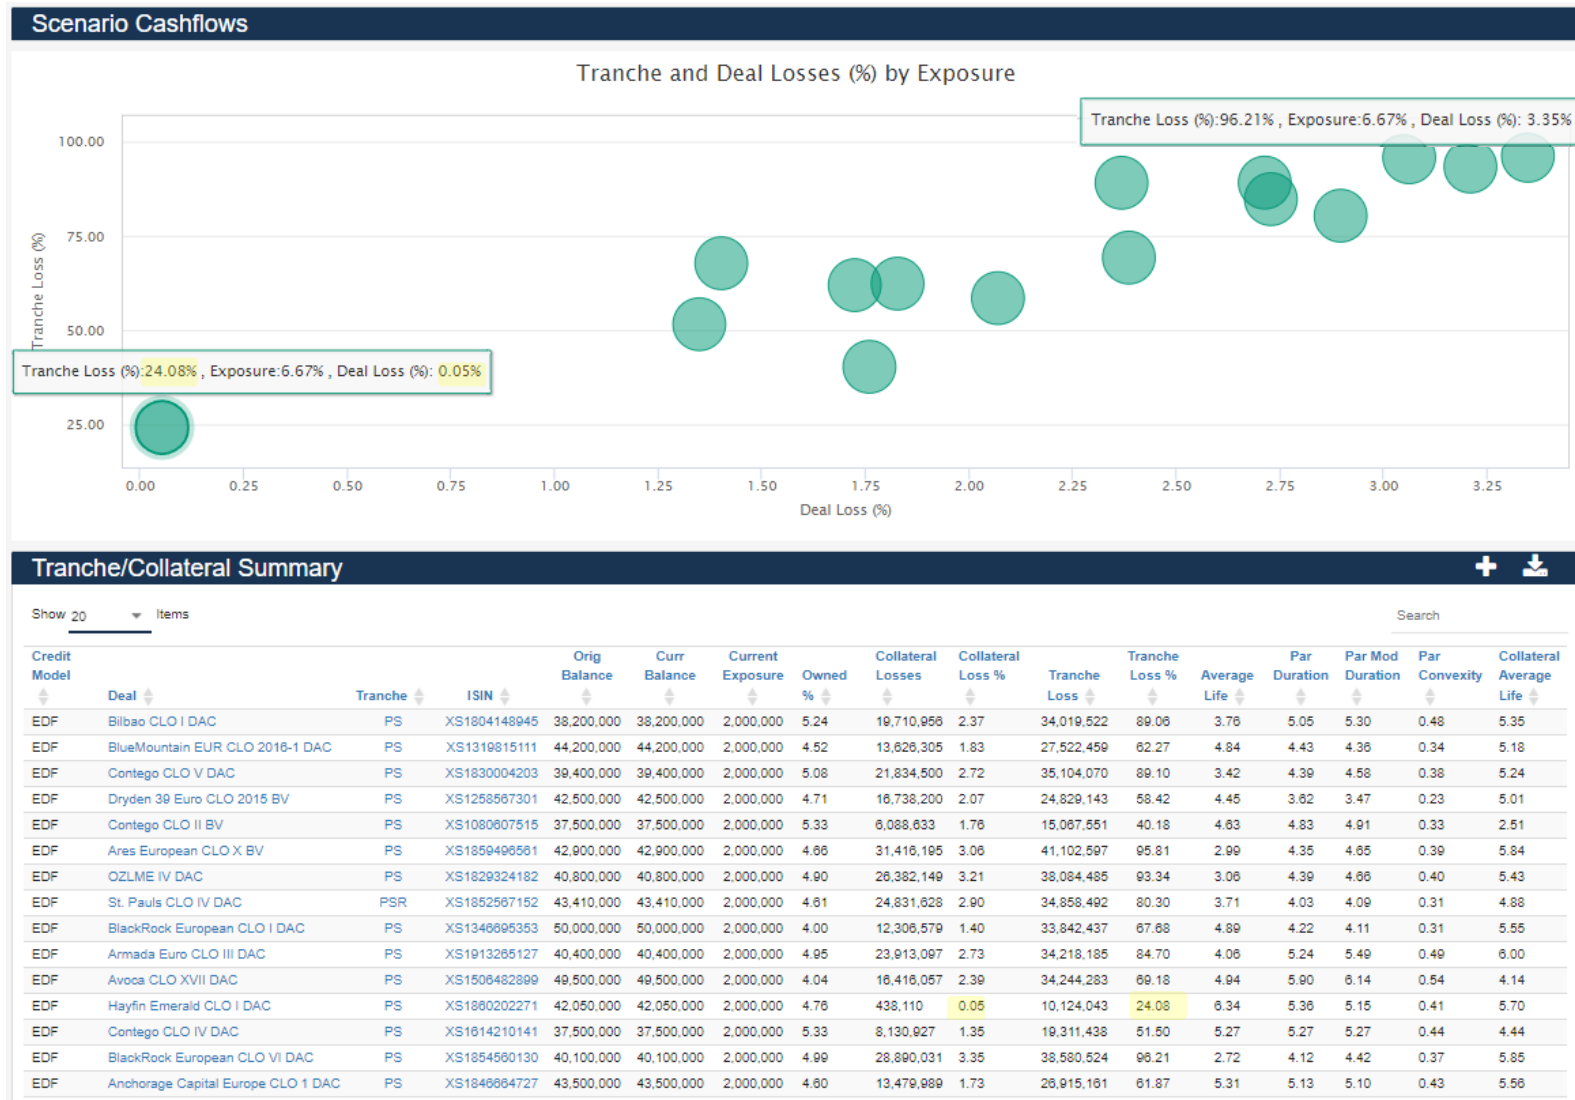 Scenario Cashflows
Tranche and Deal Losses (%) by Exposure
Tranche Loss (%):96.21% , Exposure:6.67% , Deal Loss (%): 3.35%
100.00
75.00
50.00
25.00
Tranche Loss (%)
Tranche Loss (%):24.08% , Exposure:6.67% , Deal Loss (%): 0.05%
0.00 0.25 0.50 0.75 1.00 1.25 1.50 1.75 2.00 2.25 2.50 2.75 3.00 3.25
Deal Loss (%)
Tranche/Collateral Summary
Show 20 Items
Search
Credit Model Deal Tranche ISIN Orig Balance Curr Balance Current Exposure Owned % Collateral Losses Collateral Loss % Tranche Loss Tranche Loss % Average Life Par Duration Par Mod Duration Par Convexity Collateral Average Life
EDF Bilbao CLO I DAC PS XS1804148945 38,200,000 38,200,000 2,000,000 5.24 19,710,956 2.37 34,019,522 89.06 3.76 5.05 5.30 0.48 5.35
EDF BlueMountain EUR CLO 2016-1 DAC PS XS1319815111 44,200,000 44,200,000 2,000,000 4.52 13,626,305 1.83 27,522,459 62.27 4.84 4.43 4.36 0.34 5.18
EDF Contego CLO V DAC PS XS1830004203 39,400,000 39,400,000 2,000,000 5.08 21,834,500 2.72 35,104,070 89.10 3.42 4.39 4.58 0.38 5.24
EDF Dryden 39 Euro CLO 2015 BV PS XS1258567301 42,500,000 42,500,000 2,000,000 4.71 16,738,200 2.07 24,829,143 58.42 4.45 3.62 3.47 0.23 5.01
EDF Contego CLO II BV PS XS1080607515 37,500,000 37,500,000 2,000,000 5.33 6,088,633 1.76 15,067,551 40.18 4.63 4.83 4.91 0.33 2.51
EDF Ares European CLO X BV PS XS1859496561 42,900,000 42,900,000 2,000,000 4.66 31,416,195 3.06 41,102,597 95.81 2.99 4.35 4.65 0.39 5.84
EDF OZLME IV DAC PS XS1829324182 40,800,000 40,800,000 2,000,000 4.90 26,382,149 3.21 38,084,485 93.34 3.06 4.39 4.66 0.40 5.43
EDF St. Pauls CLO IV DAC PSR XS1852567152 43,410,000 43,410,000 2,000,000 4.61 24,831,628 2.90 34,858,492 80.30 3.71 4.03 4.09 0.31 4.88
EDF BlackRock European CLO I DAC PS XS1346695353 50,000,000 50,000,000 2,000,000 4.00 12,306,579 1.40 33,842,437 67.68 4.89 4.22 4.11 0.31 5.55
EDF Armada Euro CLO III DAC PS XS1913265127 40,400,000 40,400,000 2,000,000 4.95 23,913,097 2.73 34,218,185 84.70 4.06 5.24 5.49 0.49 6.00
EDF Avoca CLO XVII DAC PS XS1506482899 49,500,000 49,500,000 2,000,000 4.04 16,416,057 2.39 34,244,283 69.18 4.94 5.90 6.14 0.54 4.14
EDF Hayfin Emerald CLO I DAC PS XS1860202271 42,050,000 42,050,000 2,000,000 4.76 438,110 0.05 10,124,043 24.08 6.34 5.36 5.15 0.41 5.70
EDF Contego CLO IV DAC PS XS1614210141 37,500,000 37,500,000 2,000,000 5.33 8,130,927 1.35 19,311,438 51.50 5.27 5.27 5.27 0.44 4.44
EDF BlackRock European CLO VI DAC PS XS1854560130 40,100,000 40,100,000 2,000,000 4.99 28,890,031 3.35 38,580,524 96.21 2.72 4.12 4.42 0.37 5.85
EDF Anchorage Capital Europe CLO 1 DAC PS XS1846664727 43,500,000 43,500,000 2,000,000 4.60 13,479,989 1.73 26,915,161 61.87 5.31 5.13 5.10 0.43 5.56